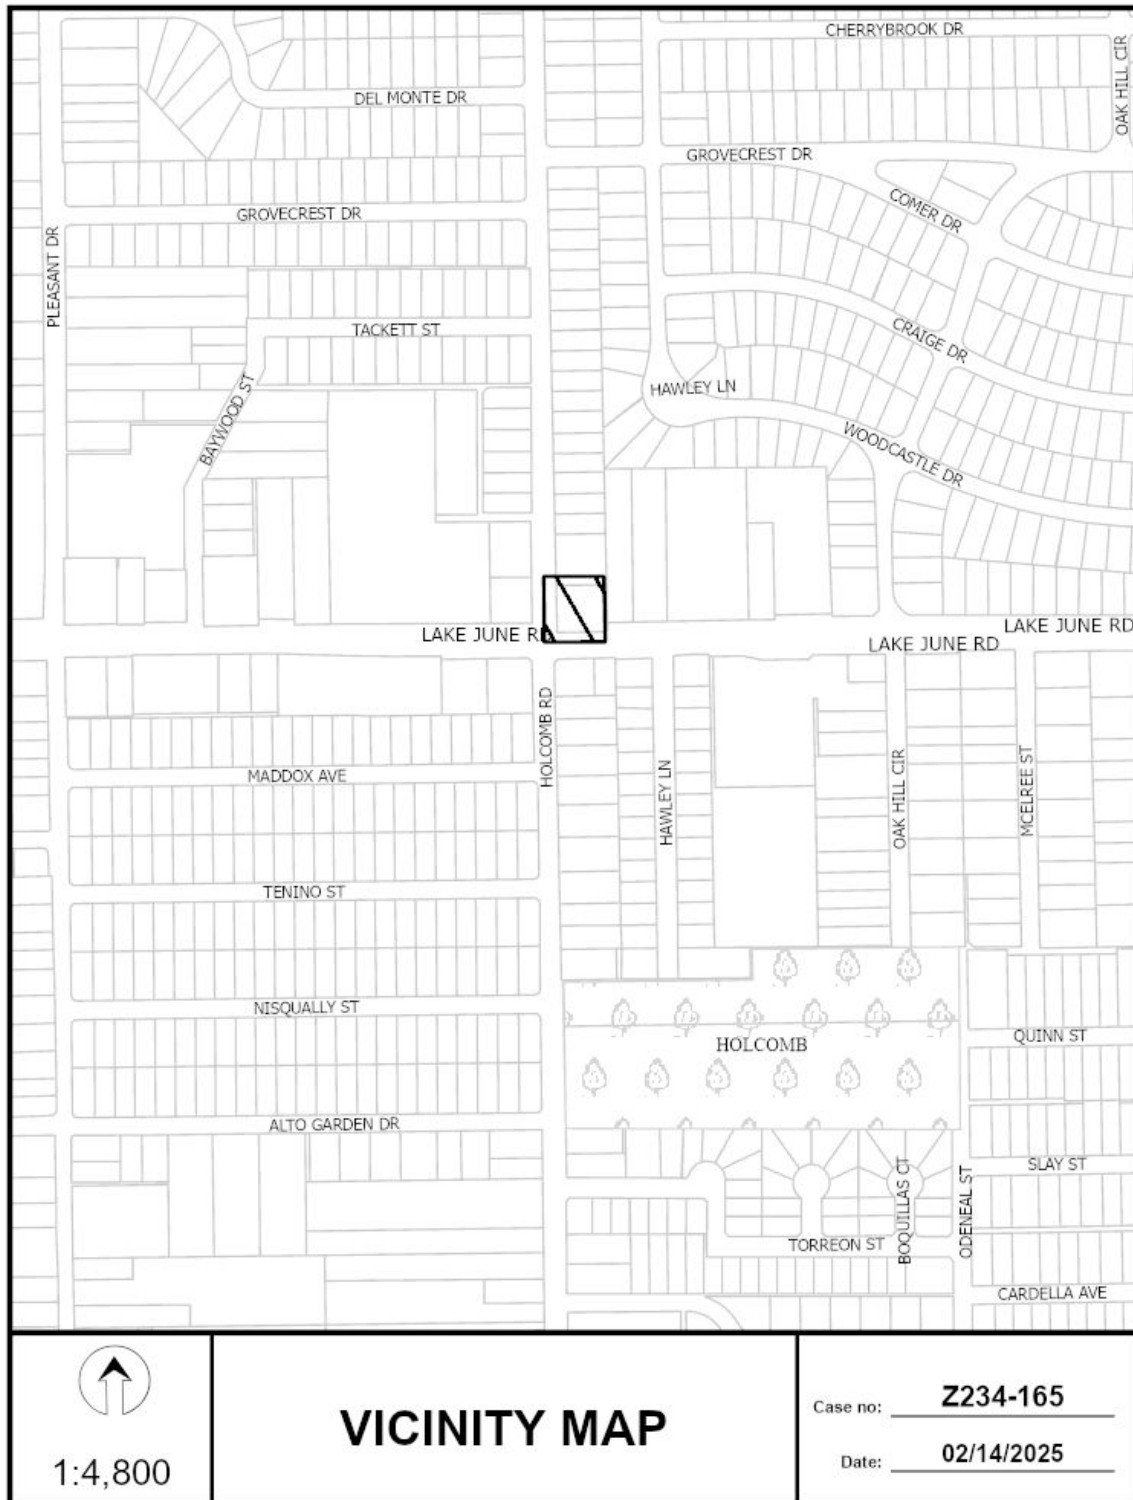 CHERRYBROOK DR
OAK HILL CIR
DEL MONTE DR
GROVECREST DR
COMER DR
GROVECREST DR
PLEASANT DR
TACKETT ST
CRAIGE DR
HAWLEY LN
BAYWOOD ST
WOODCASTLE DR
LAKE JUNE RD
LAKE JUNE RD
LAKE JUNE RD
HOLCOMB RD
MADDOX AVE
HAWLEY LN
OAK HILL CIR
MCELREE ST
TENINO ST
NISQUALLY ST
HOLCOMB
QUINN ST
ALTO GARDEN DR
SLAY ST
BOQUILLAS CT
ODENEAL ST
TORREON ST
CARDELLA AVE
1:4,800
VICINITY MAP
Case no: Z234-165
Date: 02/14/2025